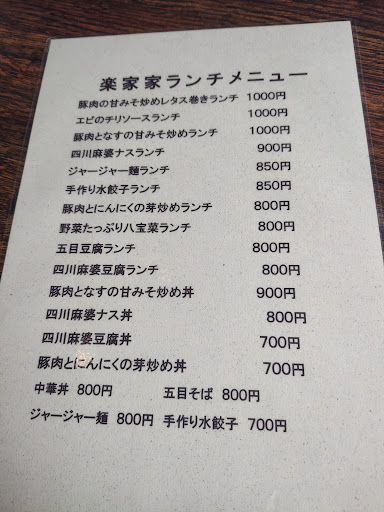 楽家家ランチメニュー
豚肉の甘みそ炒めレタス巻きランチ 1000円
エビのチリソースランチ 1000円
豚肉となすの甘みそ炒めランチ 1000円
四川麻婆ナスランチ 900円
ジャージャー麺ランチ 850円
手作り水餃子ランチ 850円
豚肉とにんにくの芽炒めランチ 800円
野菜たっぷり八宝菜ランチ 800円
五目豆腐ランチ 800円
四川麻婆豆腐ランチ 800円
豚肉となすの甘みそ炒め丼 900円
四川麻婆ナス丼 800円
四川麻婆豆腐丼 700円
豚肉とにんにくの芽炒め丼 700円
中華丼 800円 五目そば 800円
ジャージャー麺 800円 手作り水餃子 700円